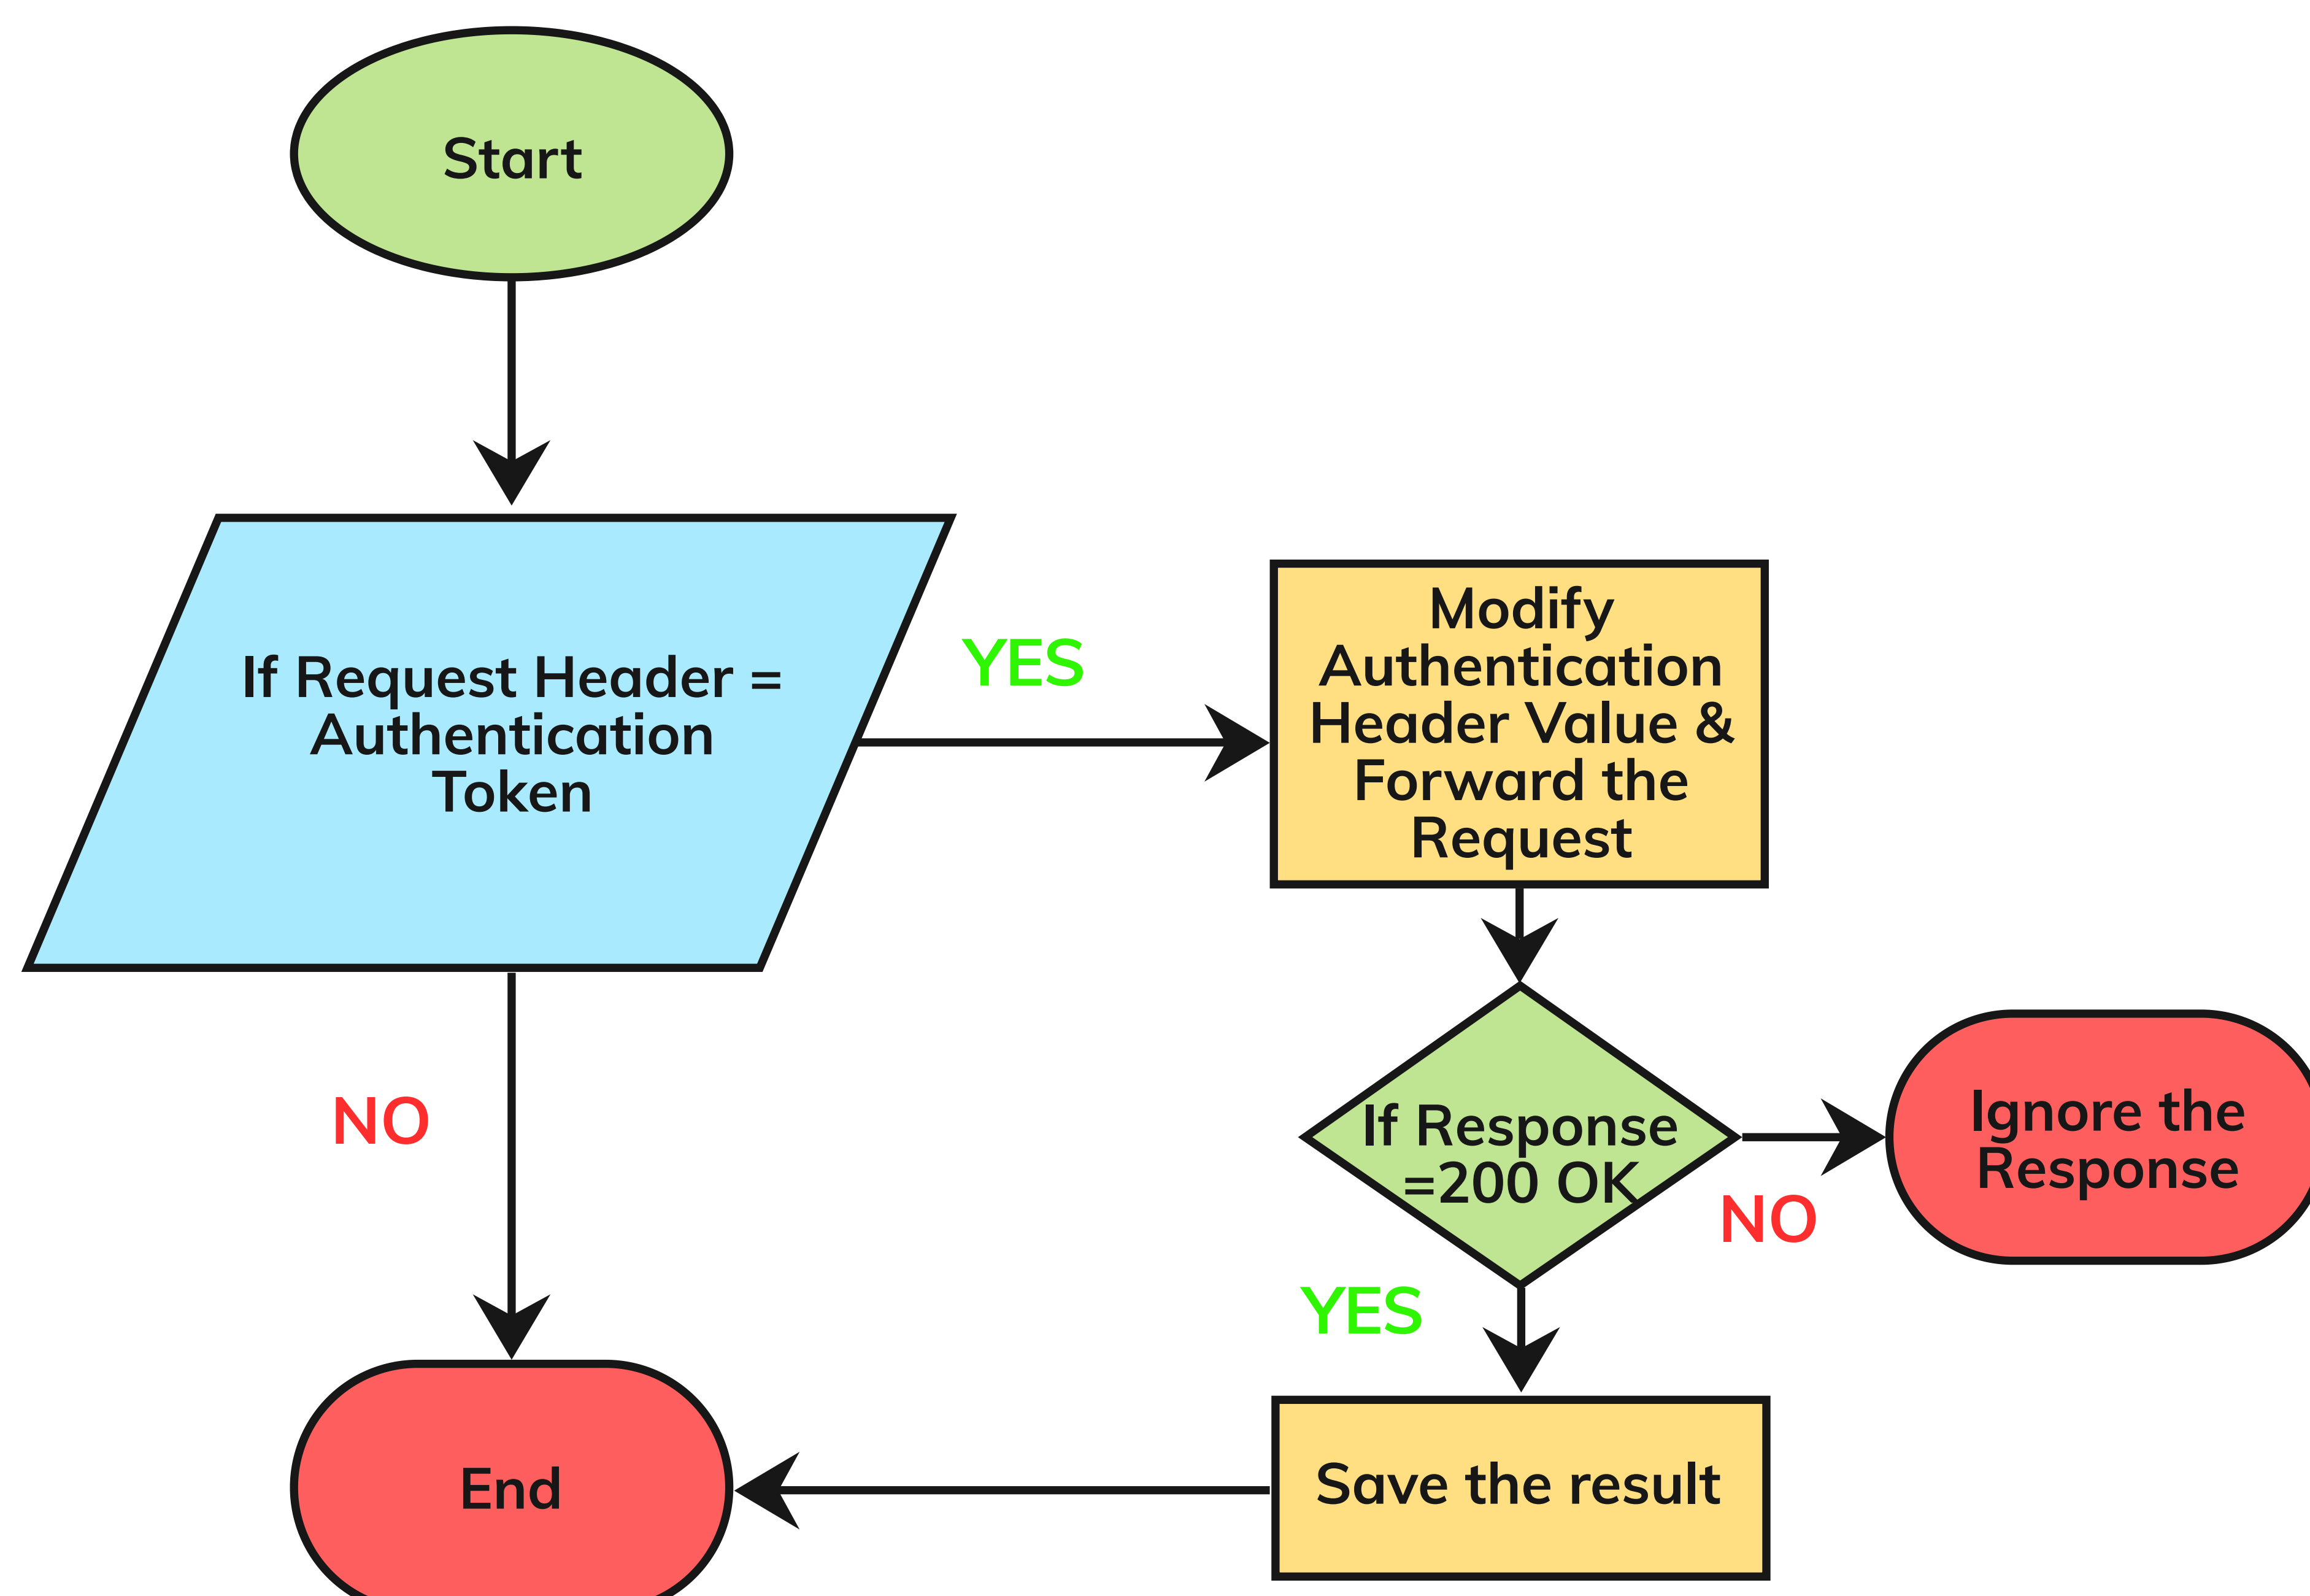 Start
If Request Header =
Authentication
Token
YES
Modify
Authentication
Header Value &
Forward the
Request
NO
If Response
=200 OK
NO
Ignore the
Response
YES
End
Save the result